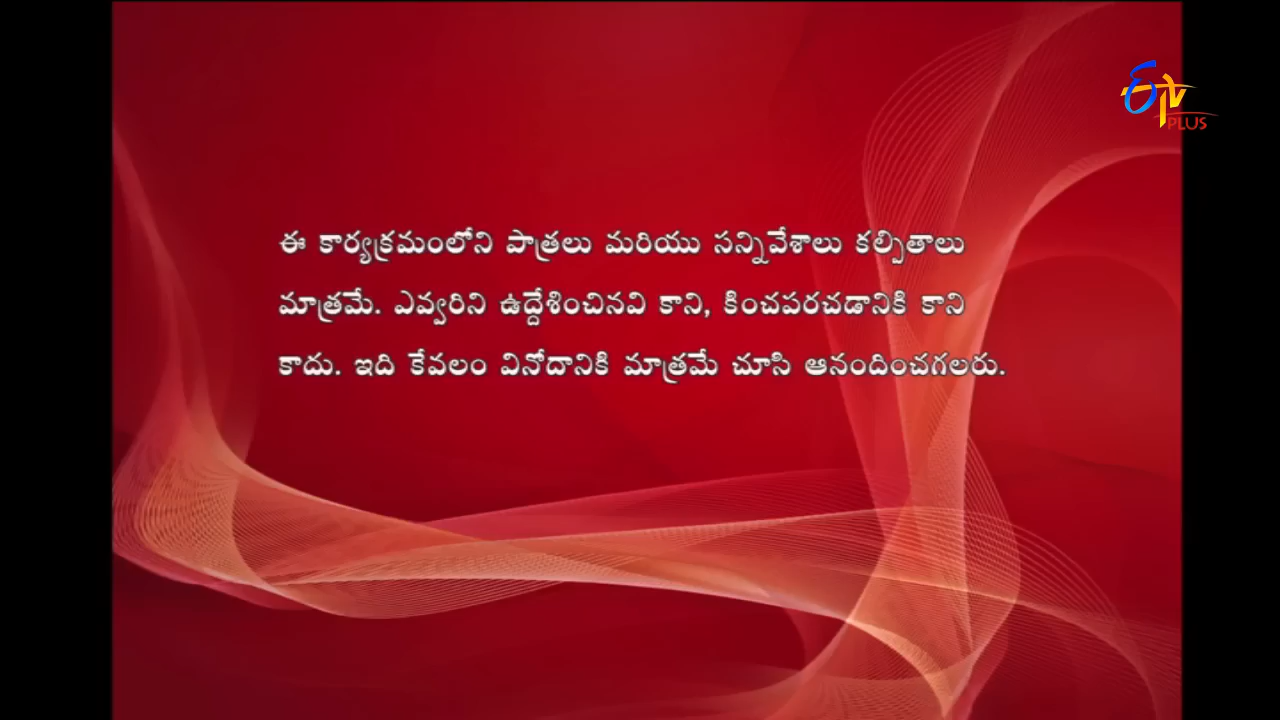 ETV
PLUS
ఈ కార్యక్రమంలోని పాత్రలు మరియు సన్నివేశాలు కల్పితాలు
మాత్రమే. ఎవ్వరిని ఉద్దేశించినవి కాని, కించపరచడానికి కాని
కాదు. ఇది కేవలం వినోదానికి మాత్రమే చూసి ఆనందించగలరు.